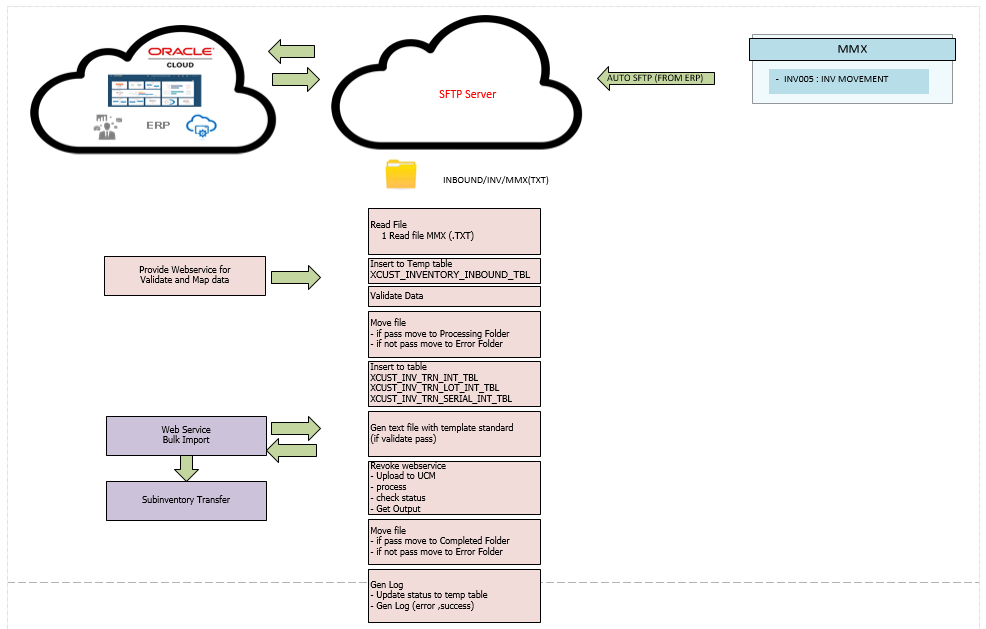 ORACLE
CLOUD
ERP
SFTP Server
AUTO SFTP (FROM ERP)
MMX
- INV005 : INV MOVEMENT
INBOUND/INV/MMX(TXT)
Read File
1 Read file MMX (.TXT)
Provide Webservice for
Validate and Map data
Insert to Temp table
XCUST_INVENTORY_INBOUND_TBL
Validate Data
Move file
- if pass move to Processing Folder
- if not pass move to Error Folder
Insert to table
XCUST_INV_TRN_INT_TBL
XCUST_INV_TRN_LOT_INT_TBL
XCUST_INV_TRN_SERIAL_INT_TBL
Web Service
Bulk Import
Gen text file with template standard
(if validate pass)
Subinventory Transfer
Revoke webservice
- Upload to UCM
- process
- check status
- Get Output
Move file
- if pass move to Completed Folder
- if not pass move to Error Folder
Gen Log
- Update status to temp table
- Gen Log (error ,success)